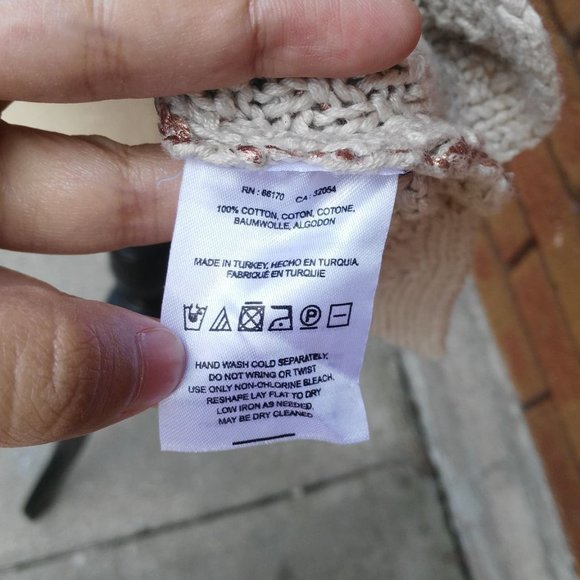 RN : 66170 CA : 32054
100% COTTON, COTON, COTONE,
BAUMWOLLE, ALGODON
MADE IN TURKEY, HECHO EN TURQUIA,
FABRIQUÉ EN TURQUIE
P
HAND WASH COLD SEPARATELY,
DO NOT WRING OR TWIST
USE ONLY NON-CHLORINE BLEACH,
RESHAPE LAY FLAT TO DRY
LOW IRON AS NEEDED,
MAY BE DRY CLEANED